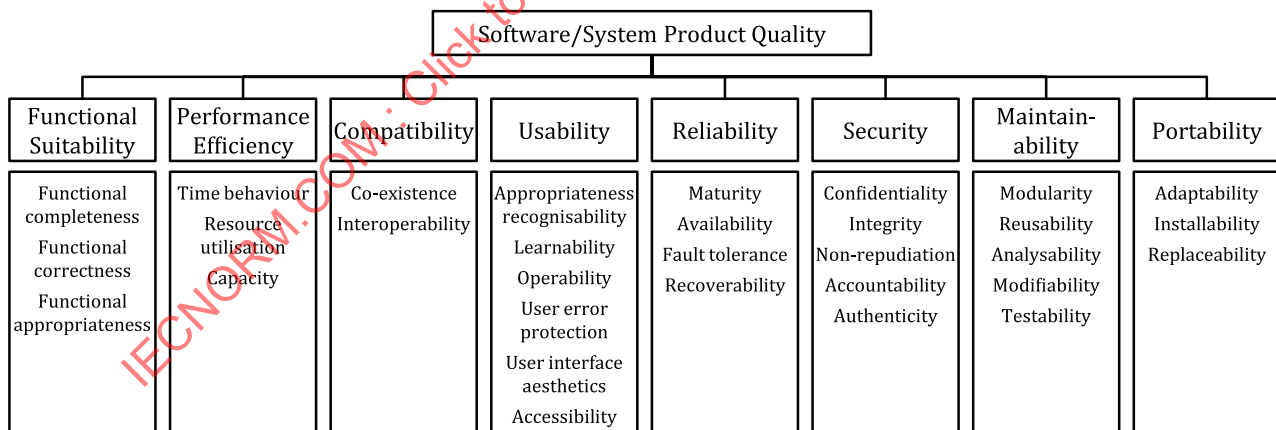 Software/System Product Quality
Functional
Suitability
Performance
Efficiency
Compatibility
Usability
Reliability
Security
Maintain-
ability
Portability
Functional
completeness
Functional
correctness
Functional
appropriateness
Time behaviour
Resource
utilisation
Capacity
Co-existence
Interoperability
Appropriateness
recognisability
Learnability
Operability
User error
protection
User interface
aesthetics
Accessibility
Maturity
Availability
Fault tolerance
Recoverability
Confidentiality
Integrity
Non-repudiation
Accountability
Authenticity
Modularity
Reusability
Analysability
Modifiability
Testability
Adaptability
Installability
Replaceability
IECNORM.COM : Click to